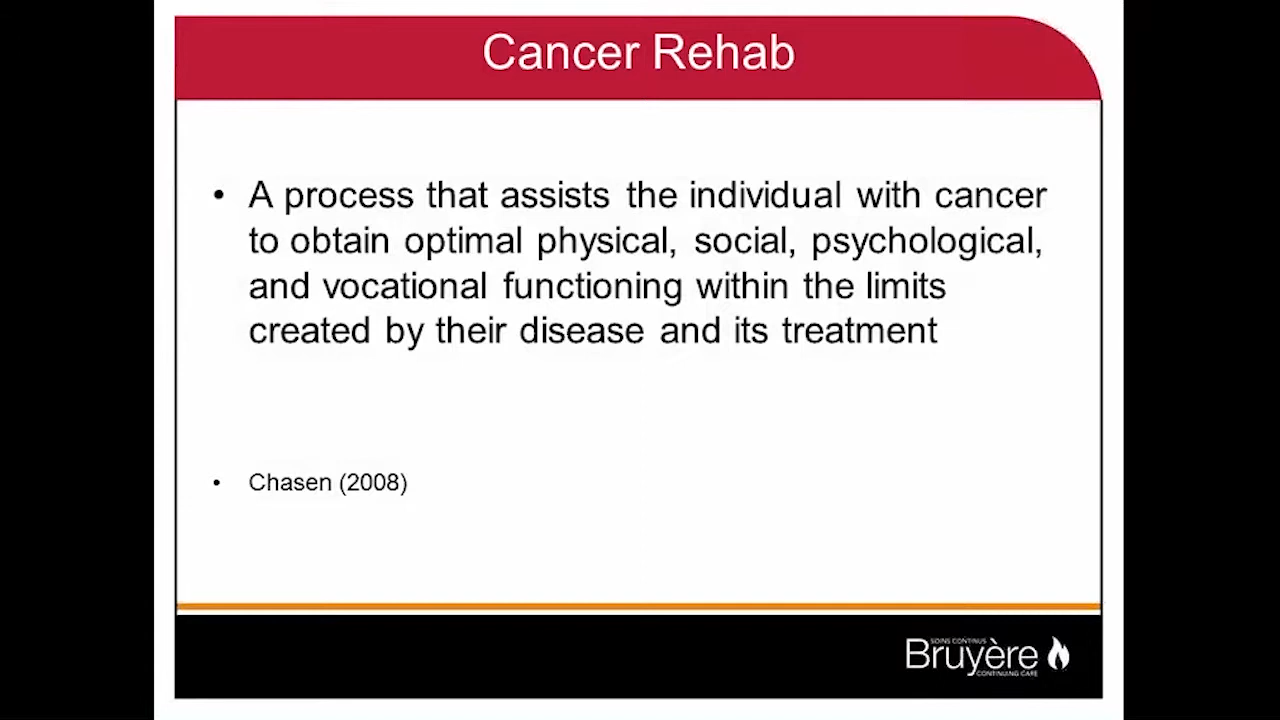 Cancer Rehab
• A process that assists the individual with cancer
to obtain optimal physical, social, psychological,
and vocational functioning within the limits
created by their disease and its treatment
• Chasen (2008)
SOINS CONTINUS
Bruyère
CONTINUING CARE